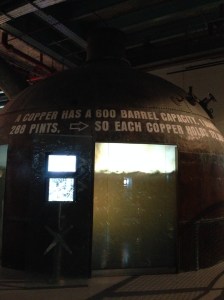 A COPPER HAS A 600 BARREL CAPACITY,
288 PINTS, ⇨ SO EACH COPPER HOLDS